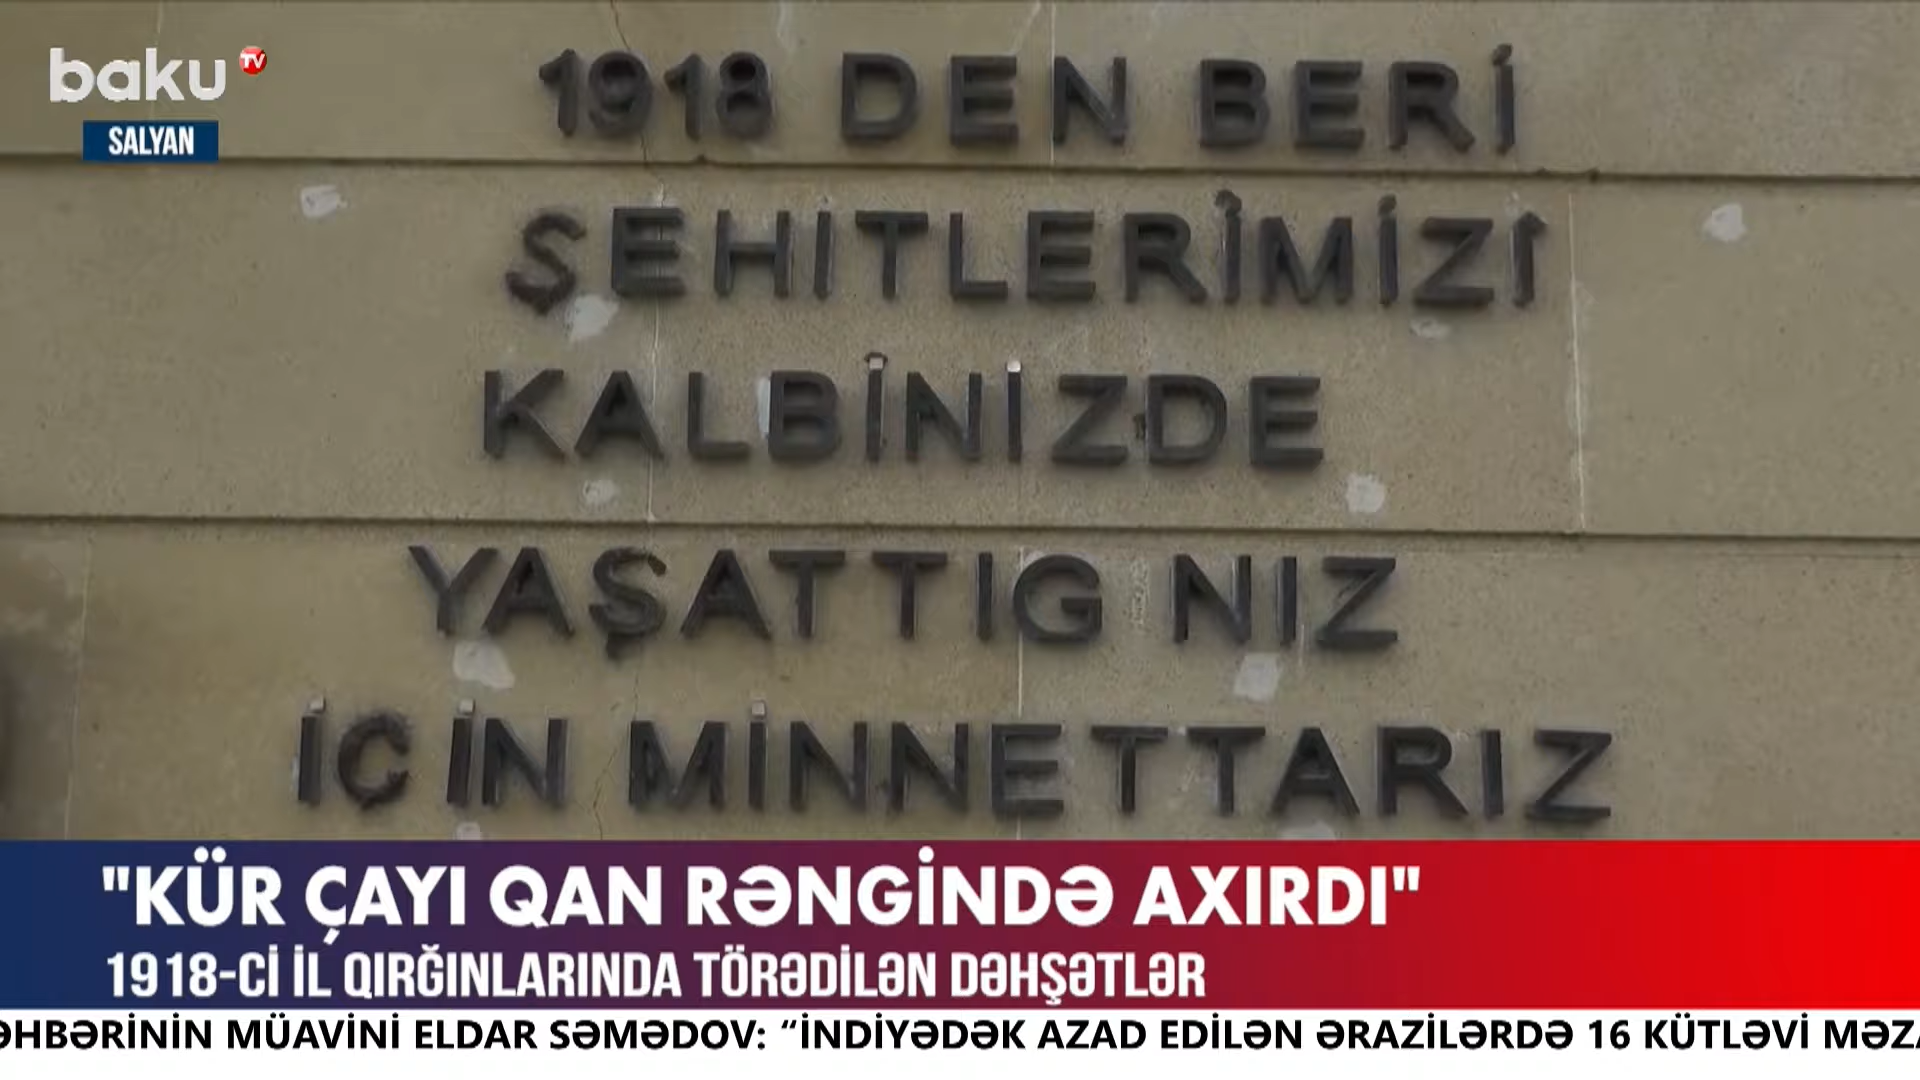 baku TV
SALYAN
1918 DEN BERİ
ŞEHITLERİMİZİ
KALBİNİZDE
YAŞATTIG NIZ
İÇİN MİNNETTARIZ
"KÜR ÇAYI QAN RƏNGİNDƏ AXIRDI"
1918-Cİ İL QIRĞINLARINDA TÖRƏDİLƏN DƏHŞƏTLƏR
ƏHBƏRİNİN MÜAVİNİ ELDAR SƏMƏDOV: “İNDİYƏDƏK AZAD EDİLƏN ƏRAZİLƏRDƏ 16 KÜTLƏVİ MƏZA